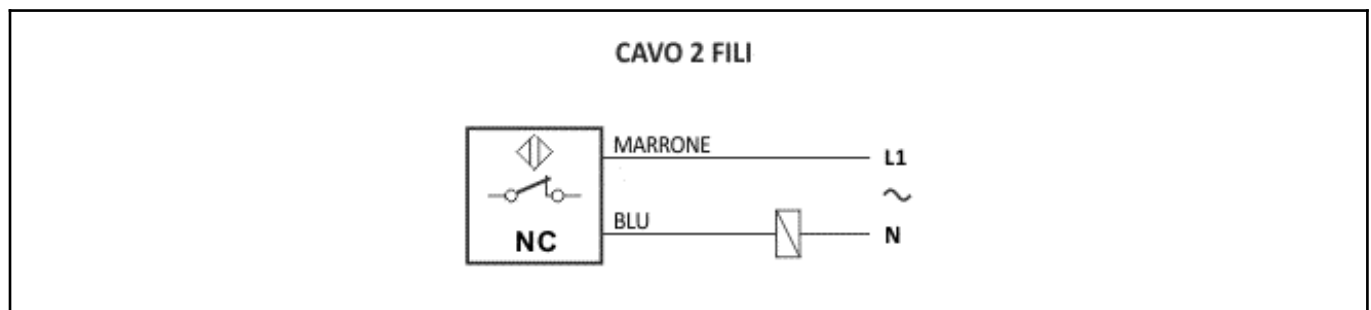 CAVO 2 FILI
MARRONE
L1
BLU
N
NC